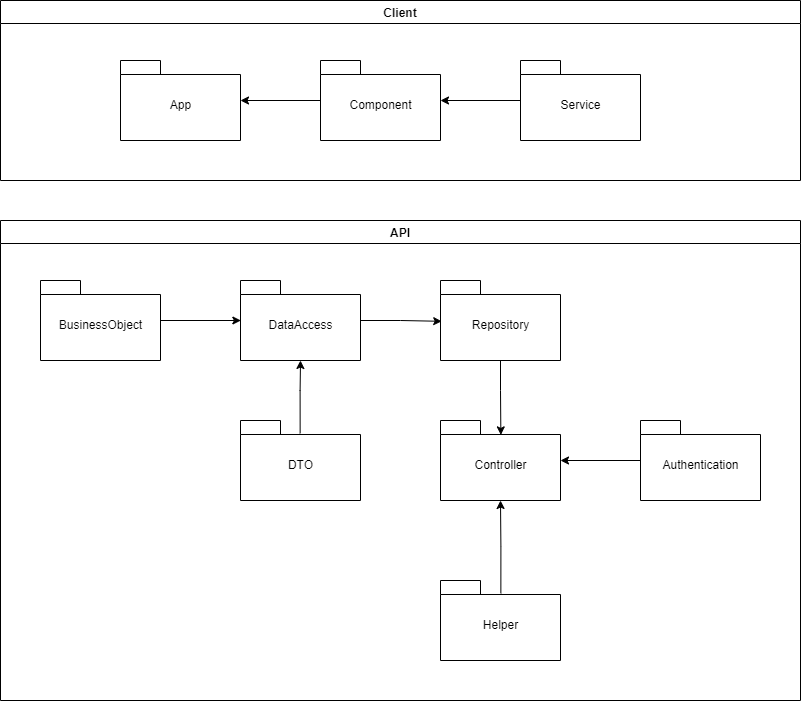 Client
App
Component
Service
API
BusinessObject
DataAccess
Repository
DTO
Controller
Authentication
Helper